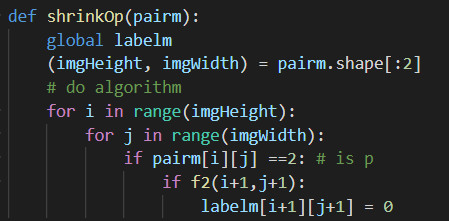 def shrinkOp(pairm):
    global labelm
    (imgHeight, imgWidth) = pairm.shape[:2]
    # do algorithm
    for i in range(imgHeight):
        for j in range(imgWidth):
            if pairm[i][j] ==2: # is p
                if f2(i+1,j+1):
                    labelm[i+1][j+1] = 0